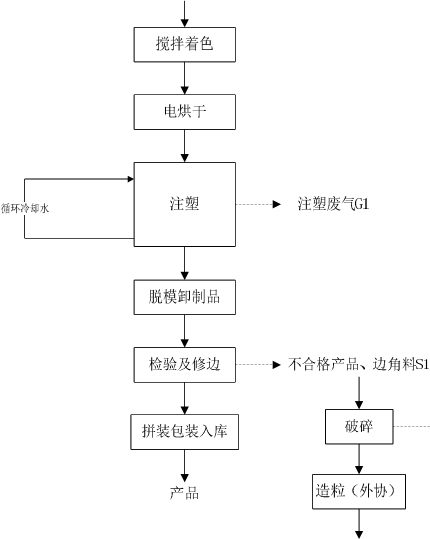 搅拌着色
电烘干
注塑
注塑废气G1
循环冷却水
脱模卸制品
检验及修边
不合格产品、边角料S1
拼装包装入库
破碎
产品
造粒（外协）